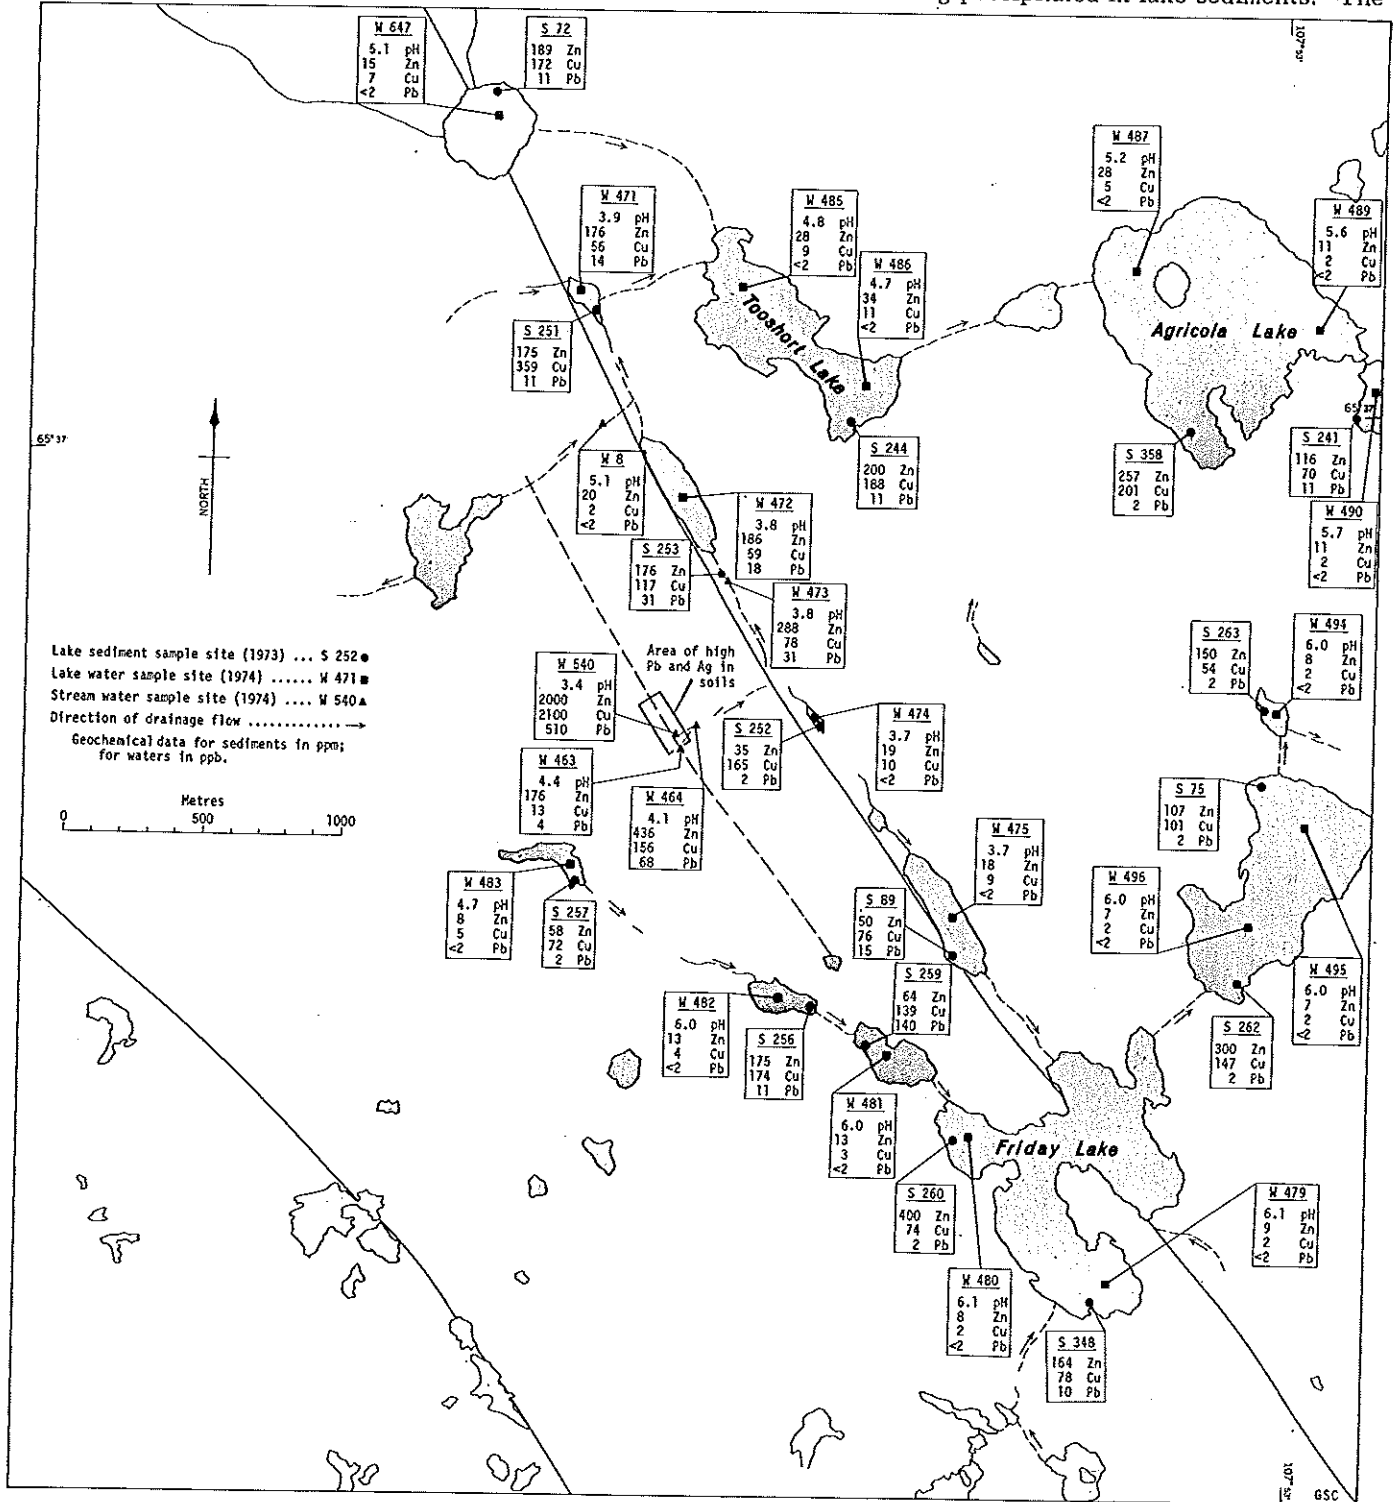 precipitated in lake sediments. The
107°53'
W 647
5.1 pH
15 Zn
7 Cu
<2 Pb
S 72
189 Zn
172 Cu
11 Pb
W 487
5.2 pH
28 Zn
5 Cu
<2 Pb
W 471
3.9 pH
176 Zn
56 Cu
14 Pb
W 485
4.8 pH
28 Zn
9 Cu
<2 Pb
W 489
5.6 pH
11 Zn
2 Cu
<2 Pb
W 486
4.7 pH
34 Zn
11 Cu
<2 Pb
Tooshort Lake
Agricola Lake
S 251
175 Zn
359 Cu
11 Pb
65°37'
65°37'
NORTH
W 8
5.1 pH
20 Zn
2 Cu
<2 Pb
S 244
200 Zn
188 Cu
11 Pb
S 358
257 Zn
201 Cu
2 Pb
S 241
116 Zn
70 Cu
11 Pb
W 472
3.8 pH
186 Zn
59 Cu
18 Pb
W 490
5.7 pH
11 Zn
2 Cu
<2 Pb
S 253
176 Zn
117 Cu
31 Pb
W 473
3.8 pH
288 Zn
78 Cu
31 Pb
Lake sediment sample site (1973) ... S 252●
Lake water sample site (1974) ...... W 471■
Stream water sample site (1974) .... W 540▲
Direction of drainage flow ............. →
Geochemical data for sediments in ppm;
for waters in ppb.
Metres
0 500 1000
Area of high
Pb and Ag in
soils
W 540
3.4 pH
2000 Zn
2100 Cu
510 Pb
S 263
150 Zn
54 Cu
2 Pb
W 494
6.0 pH
8 Zn
2 Cu
<2 Pb
S 252
35 Zn
165 Cu
2 Pb
W 474
3.7 pH
19 Zn
10 Cu
<2 Pb
W 463
4.4 pH
176 Zn
13 Cu
4 Pb
W 464
4.1 pH
436 Zn
156 Cu
68 Pb
S 75
107 Zn
101 Cu
2 Pb
W 475
3.7 pH
18 Zn
9 Cu
<2 Pb
W 483
4.7 pH
8 Zn
5 Cu
<2 Pb
S 257
58 Zn
72 Cu
2 Pb
S 89
50 Zn
76 Cu
15 Pb
W 496
6.0 pH
7 Zn
2 Cu
<2 Pb
S 259
64 Zn
139 Cu
140 Pb
W 495
6.0 pH
7 Zn
2 Cu
<2 Pb
W 482
6.0 pH
13 Zn
4 Cu
<2 Pb
S 256
175 Zn
174 Cu
11 Pb
S 262
300 Zn
147 Cu
2 Pb
W 481
6.0 pH
13 Zn
3 Cu
<2 Pb
Friday Lake
S 260
400 Zn
74 Cu
2 Pb
W 479
6.1 pH
9 Zn
2 Cu
<2 Pb
W 480
6.1 pH
8 Zn
2 Cu
<2 Pb
S 348
164 Zn
78 Cu
10 Pb
GSC